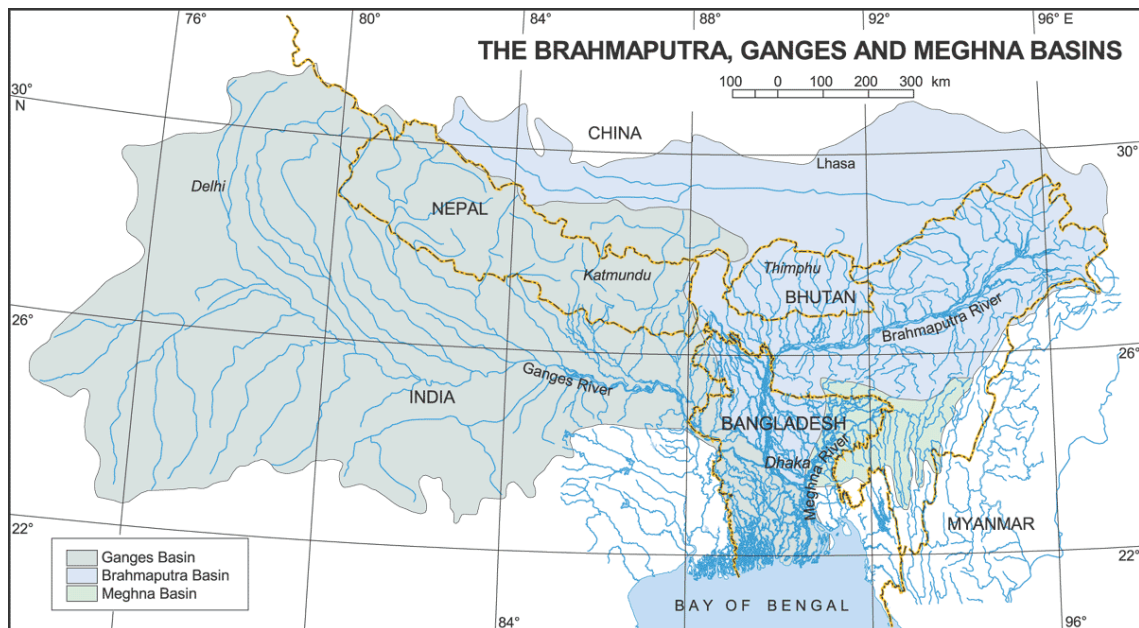 76°
80°
84°
88°
92°
96° E
THE BRAHMAPUTRA, GANGES AND MEGHNA BASINS
100 0 100 200 300 km
30°
N
CHINA
Lhasa
30°
Delhi
NEPAL
Katmundu
Thimphu
BHUTAN
Brahmaputra River
26°
26°
Ganges River
INDIA
BANGLADESH
Dhaka
Meghna River
22°
MYANMAR
22°
Ganges Basin
Brahmaputra Basin
Meghna Basin
BAY OF BENGAL
84°
96°